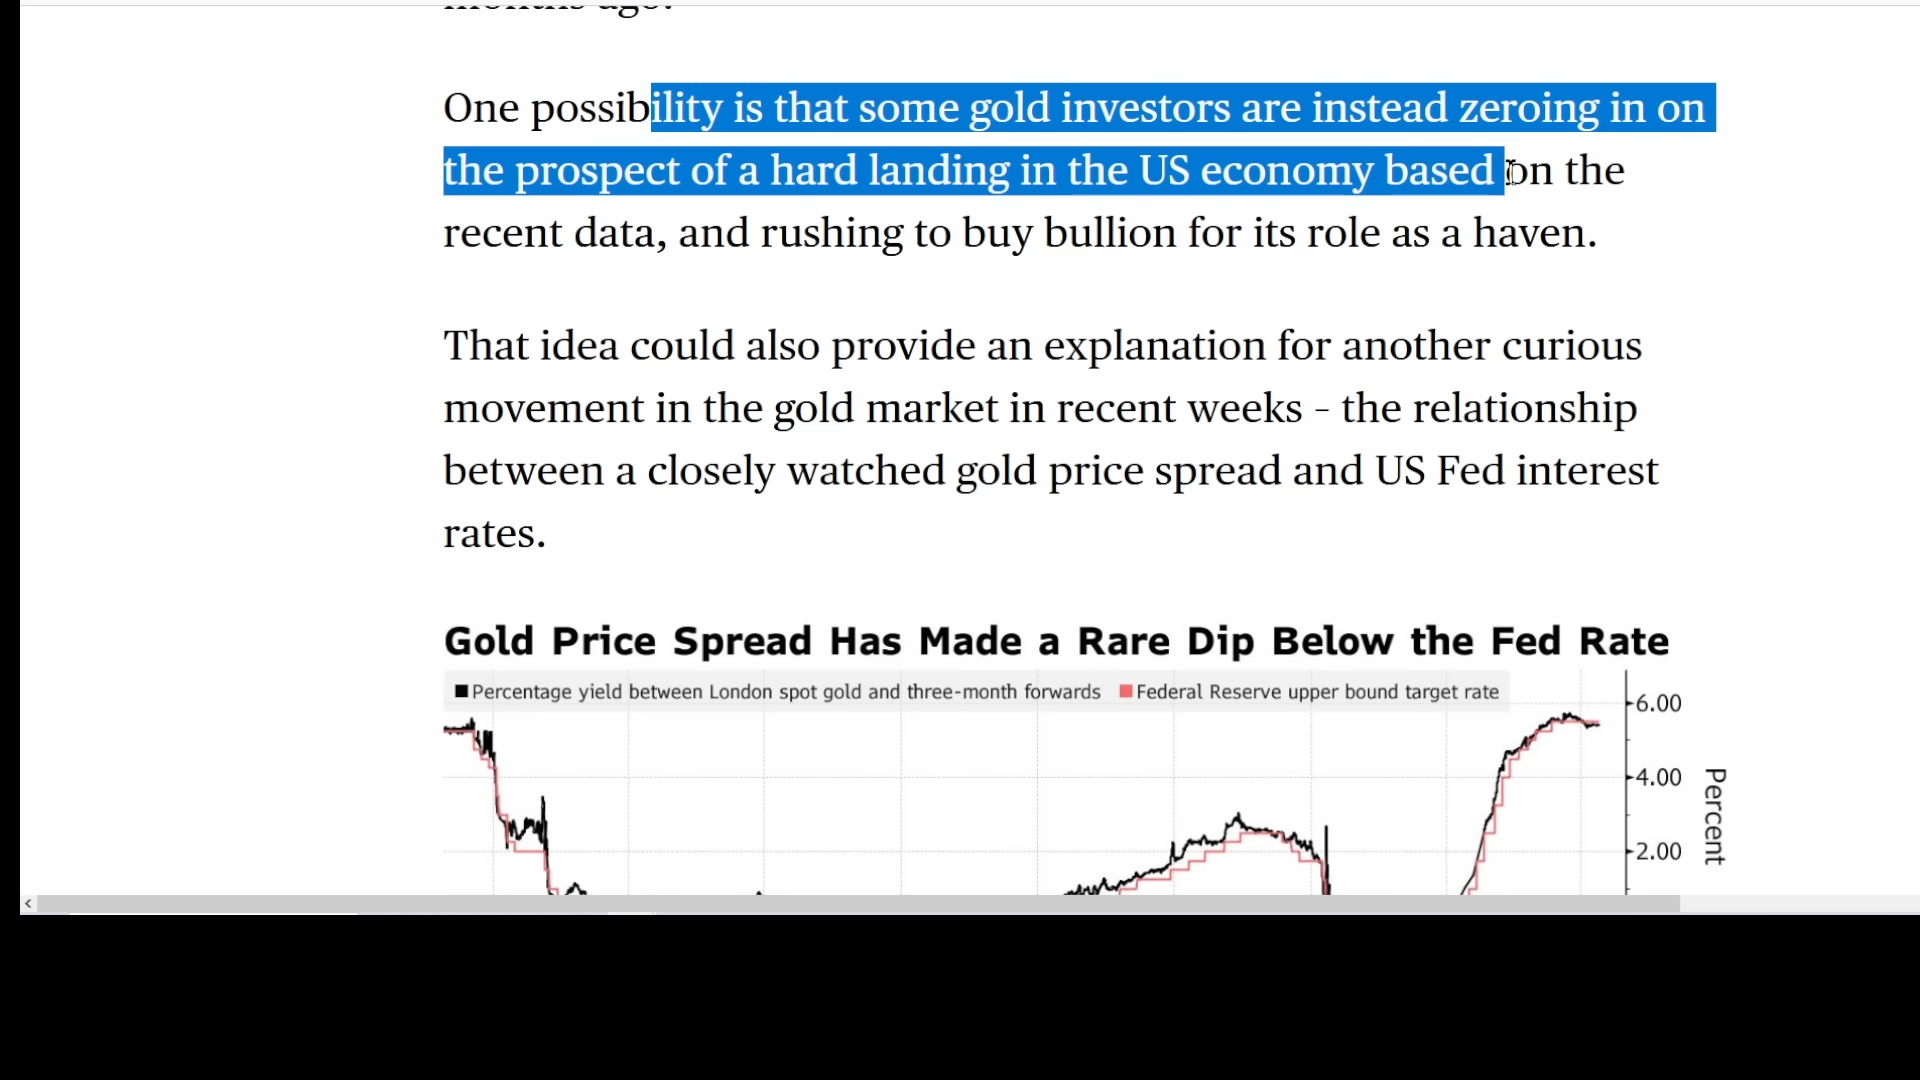 months ago.
One possibility is that some gold investors are instead zeroing in on
the prospect of a hard landing in the US economy based on the
recent data, and rushing to buy bullion for its role as a haven.
That idea could also provide an explanation for another curious
movement in the gold market in recent weeks - the relationship
between a closely watched gold price spread and US Fed interest
rates.
Gold Price Spread Has Made a Rare Dip Below the Fed Rate
Percentage yield between London spot gold and three-month forwards Federal Reserve upper bound target rate
6.00
4.00
Percent
2.00